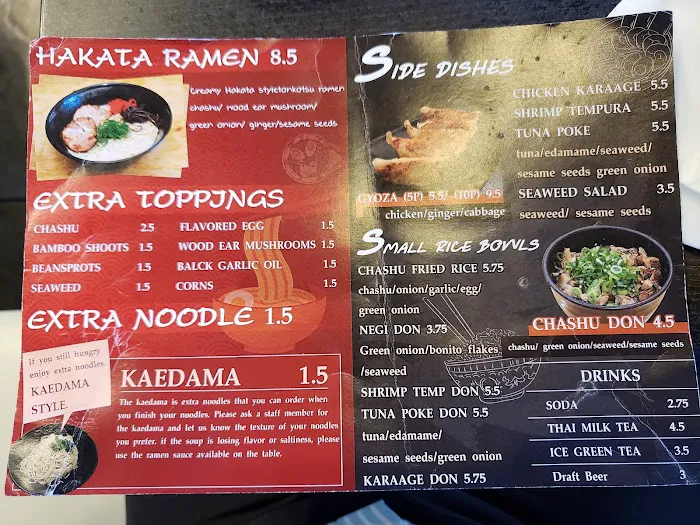 HAKATA RAMEN 8.5
Creamy Hakata styletonkotsu ramen
chashu/ wood ear mushroom/
green onion/ ginger/sesame seeds
EXTRA TOPPINGS
CHASHU 2.5 FLAVORED EGG 1.5
BAMBOO SHOOTS 1.5 WOOD EAR MUSHROOMS 1.5
BEANSPROTS 1.5 BALCK GARLIC OIL 1.5
SEAWEED 1.5 CORNS 1.5
EXTRA NOODLE 1.5
If you still hungry
enjoy extra noodles.
KAEDAMA
STYLE.
KAEDAMA 1.5
The kaedama is extra noodles that you can order when
you finish your noodles. Please ask a staff member for
the kaedama and let us know the texture of your noodles
you prefer. if the soup is losing flavor or saltiness, please
use the ramen sauce available on the table.
SIDE DISHES
GYOZA (5P) 5.5/ (10P) 9.5
chicken/ginger/cabbage
CHICKEN KARAAGE 5.5
SHRIMP TEMPURA 5.5
TUNA POKE 5.5
tuna/edamame/seaweed/
sesame seeds green onion
SEAWEED SALAD 3.5
seaweed/ sesame seeds
SMALL RICE BOWLS
CHASHU FRIED RICE 5.75
chashu/onion/garlic/egg/
green onion
NEGI DON 3.75
Green onion/bonito flakes
/seaweed
SHRIMP TEMP DON 5.5
TUNA POKE DON 5.5
tuna/edamame/
sesame seeds/green onion
KARAAGE DON 5.75
CHASHU DON 4.5
chashu/ green onion/seaweed/sesame seeds
DRINKS
SODA 2.75
THAI MILK TEA 4.5
ICE GREEN TEA 3.5
Draft Beer 3